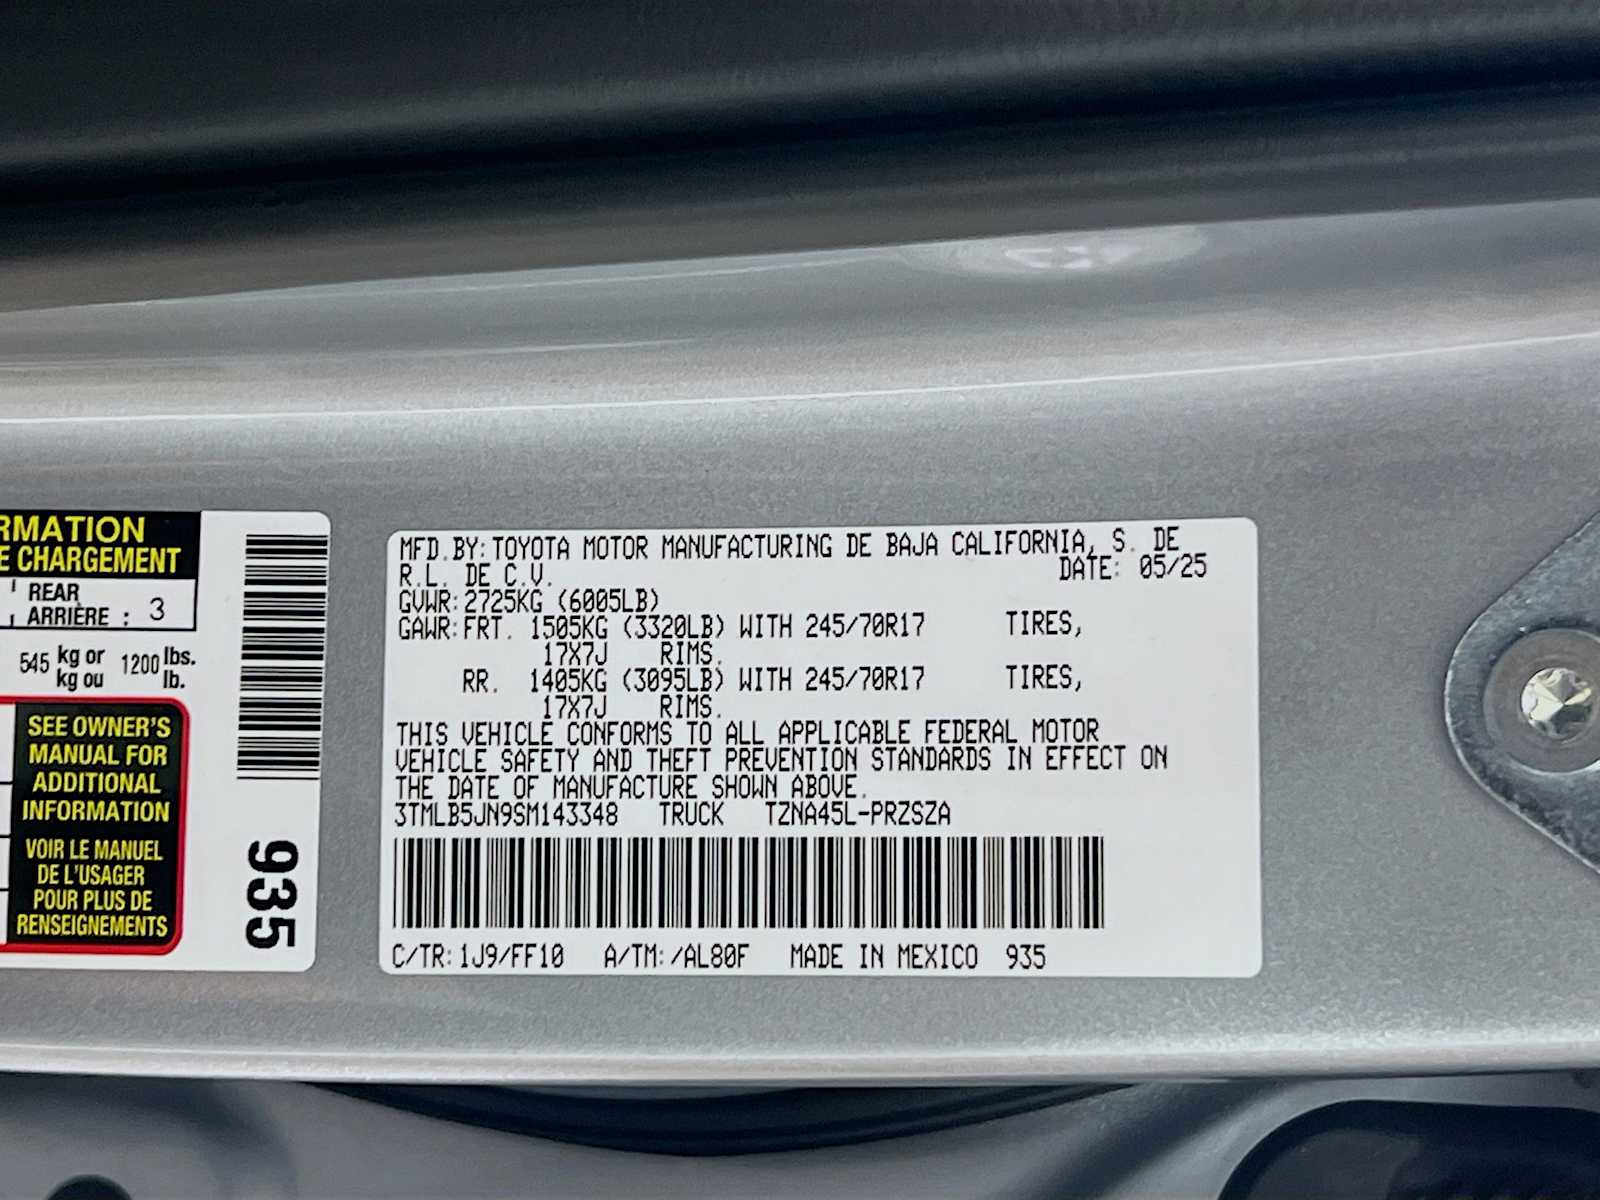 RMATION
E CHARGEMENT
REAR
ARRIÈRE : 3
545 kg or 1200 lbs.
kg ou lb.
SEE OWNER'S
MANUAL FOR
ADDITIONAL
INFORMATION
VOIR LE MANUEL
DE L'USAGER
POUR PLUS DE
RENSEIGNEMENTS
935
MFD.BY:TOYOTA MOTOR MANUFACTURING DE BAJA CALIFORNIA, S. DE
R.L. DE C.V. DATE: 05/25
GVWR:2725KG (6005LB)
GAWR:FRT. 1505KG (3320LB) WITH 245/70R17 TIRES,
17X7J RIMS.
RR. 1405KG (3095LB) WITH 245/70R17 TIRES,
17X7J RIMS.
THIS VEHICLE CONFORMS TO ALL APPLICABLE FEDERAL MOTOR
VEHICLE SAFETY AND THEFT PREVENTION STANDARDS IN EFFECT ON
THE DATE OF MANUFACTURE SHOWN ABOVE.
3TMLB5JN9SM143348 TRUCK TZNA45L-PRZSZA
C/TR:1J9/FF10 A/TM:/AL80F MADE IN MEXICO 935